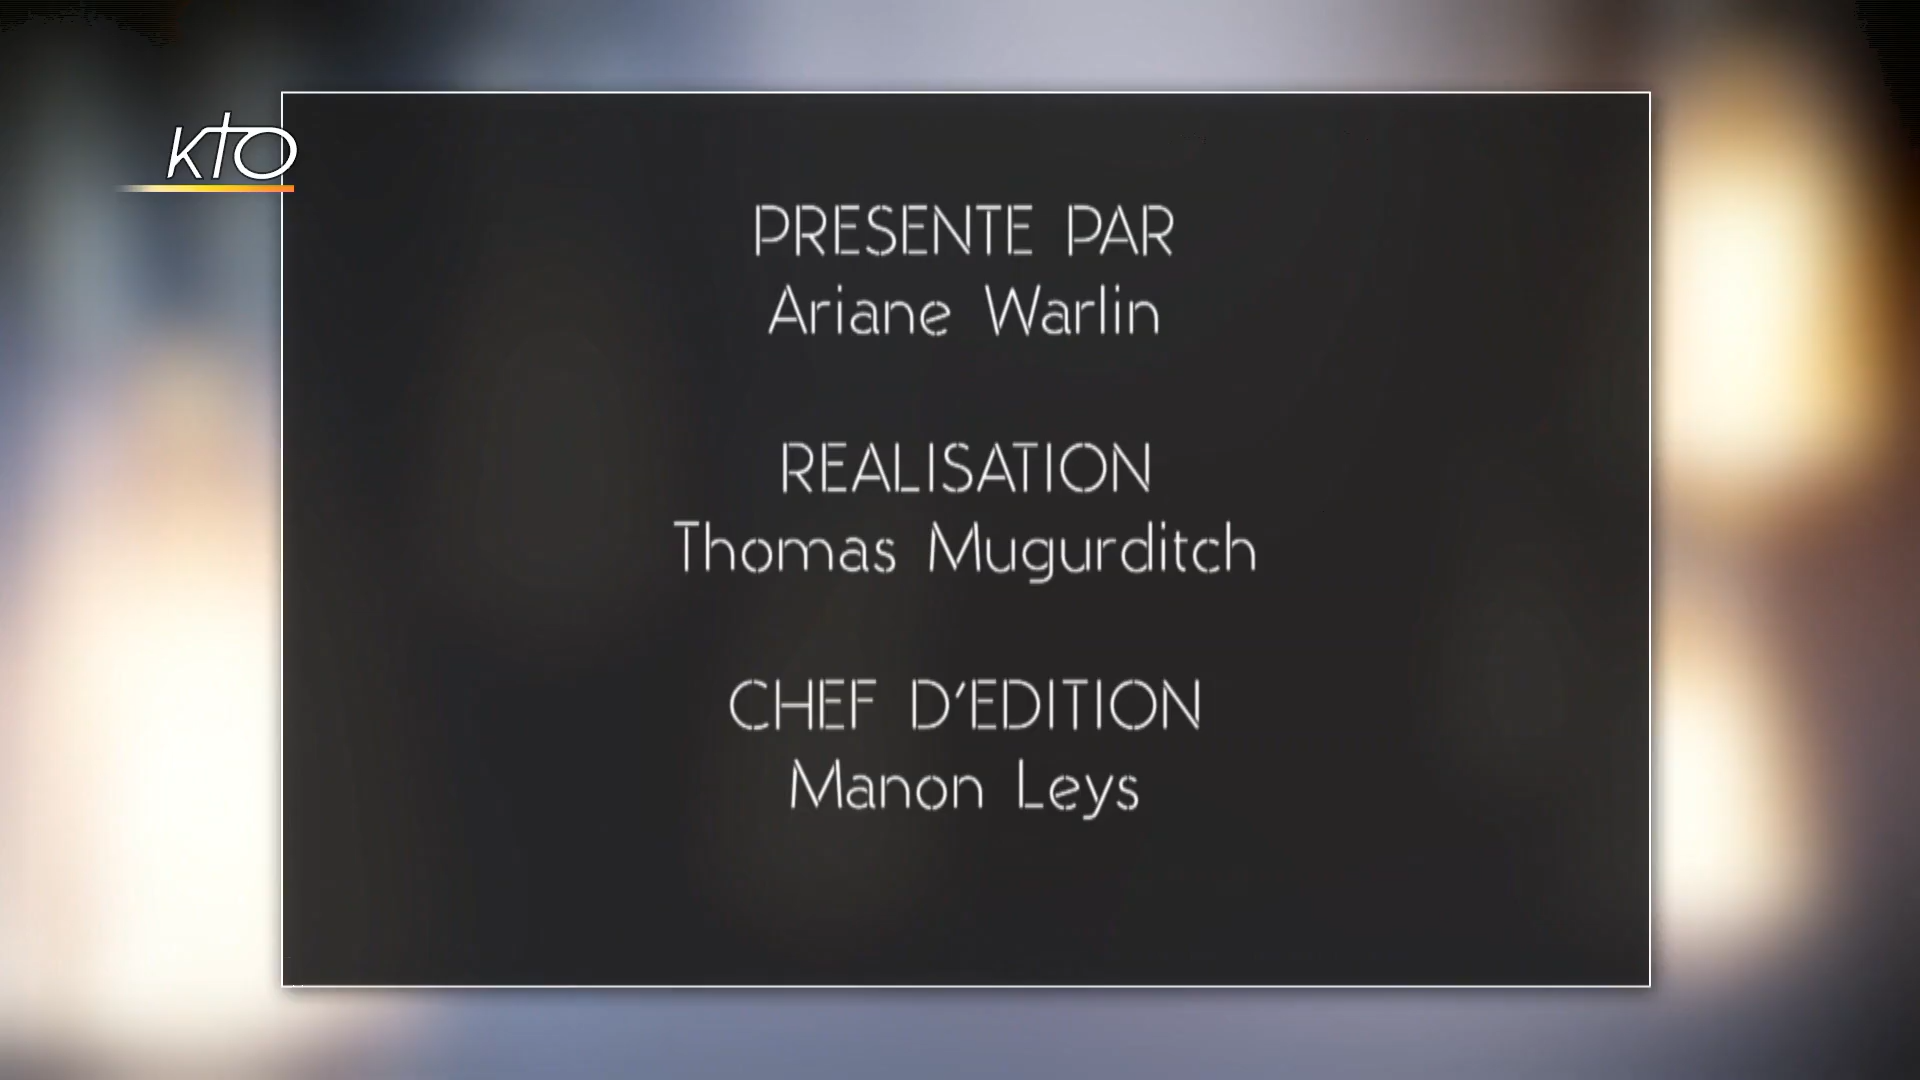 KTO
PRESENTE PAR
Ariane Warlin
REALISATION
Thomas Mugurditch
CHEF D'EDITION
Manon Leys